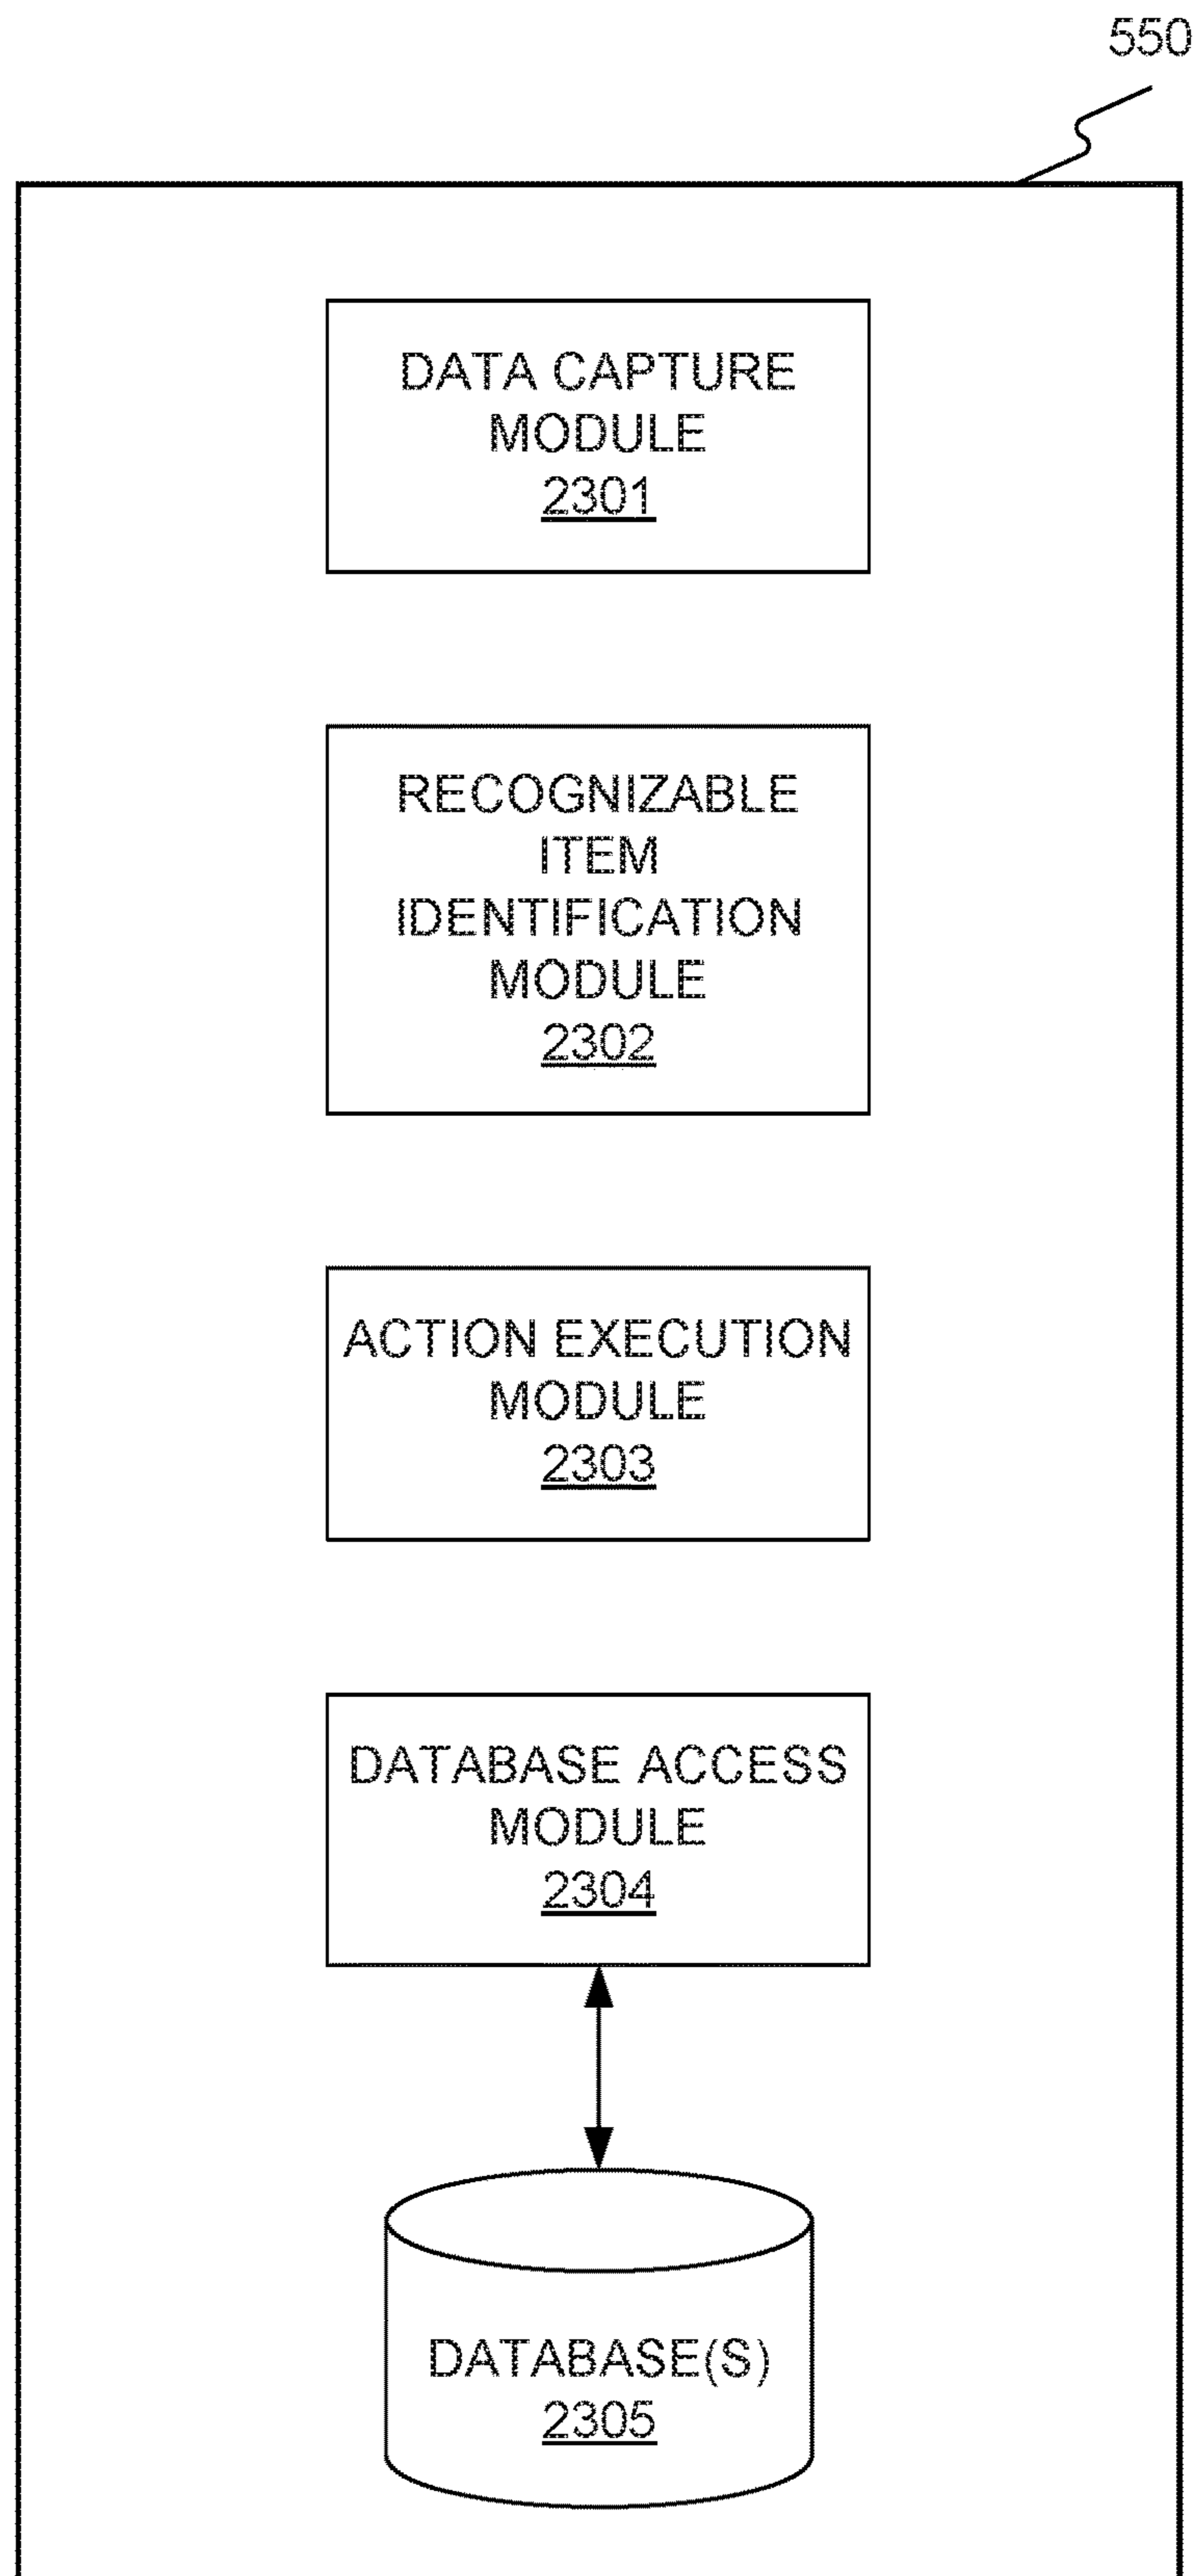 550
DATA CAPTURE
MODULE
2301
RECOGNIZABLE
ITEM
IDENTIFICATION
MODULE
2302
ACTION EXECUTION
MODULE
2303
DATABASE ACCESS
MODULE
2304
DATABASE(S)
2305